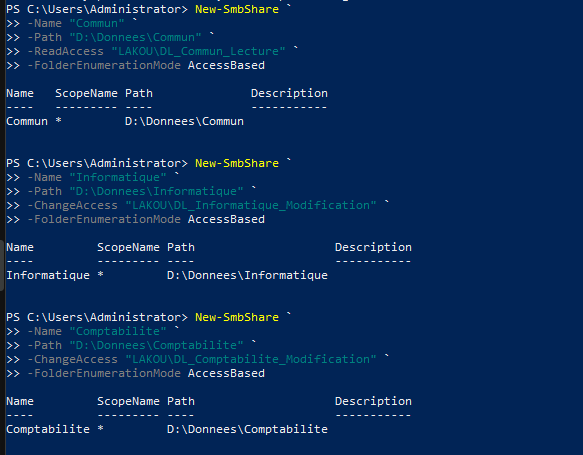 PS C:\Users\Administrator> New-SmbShare `
>> -Name "Commun" `
>> -Path "D:\Donnees\Commun" `
>> -ReadAccess "LAKOU\DL_Commun_Lecture" `
>> -FolderEnumerationMode AccessBased
Name   ScopeName Path              Description
----   --------- ----              -----------
Commun *         D:\Donnees\Commun
PS C:\Users\Administrator> New-SmbShare `
>> -Name "Informatique" `
>> -Path "D:\Donnees\Informatique" `
>> -ChangeAccess "LAKOU\DL_Informatique_Modification" `
>> -FolderEnumerationMode AccessBased
Name         ScopeName Path                    Description
----         --------- ----                    -----------
Informatique *         D:\Donnees\Informatique
PS C:\Users\Administrator> New-SmbShare `
>> -Name "Comptabilite" `
>> -Path "D:\Donnees\Comptabilite" `
>> -ChangeAccess "LAKOU\DL_Comptabilite_Modification" `
>> -FolderEnumerationMode AccessBased
Name         ScopeName Path                    Description
----         --------- ----                    -----------
Comptabilite *         D:\Donnees\Comptabilite